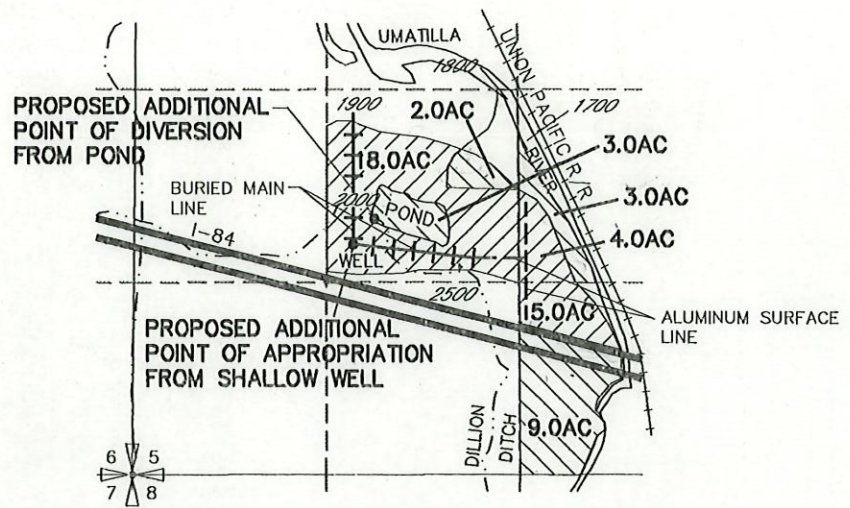 UMATILLA
1800
UNION PACIFIC R/R
1700
PROPOSED ADDITIONAL
POINT OF DIVERSION
FROM POND
1900
2.0AC
RIVER
3.0AC
18.0AC
3.0AC
BURIED MAIN
LINE
2000
POND
4.0AC
I-84
WELL
2500
15.0AC
ALUMINUM SURFACE
LINE
PROPOSED ADDITIONAL
POINT OF APPROPRIATION
FROM SHALLOW WELL
DILLION
DITCH
9.0AC
6 5
7 8